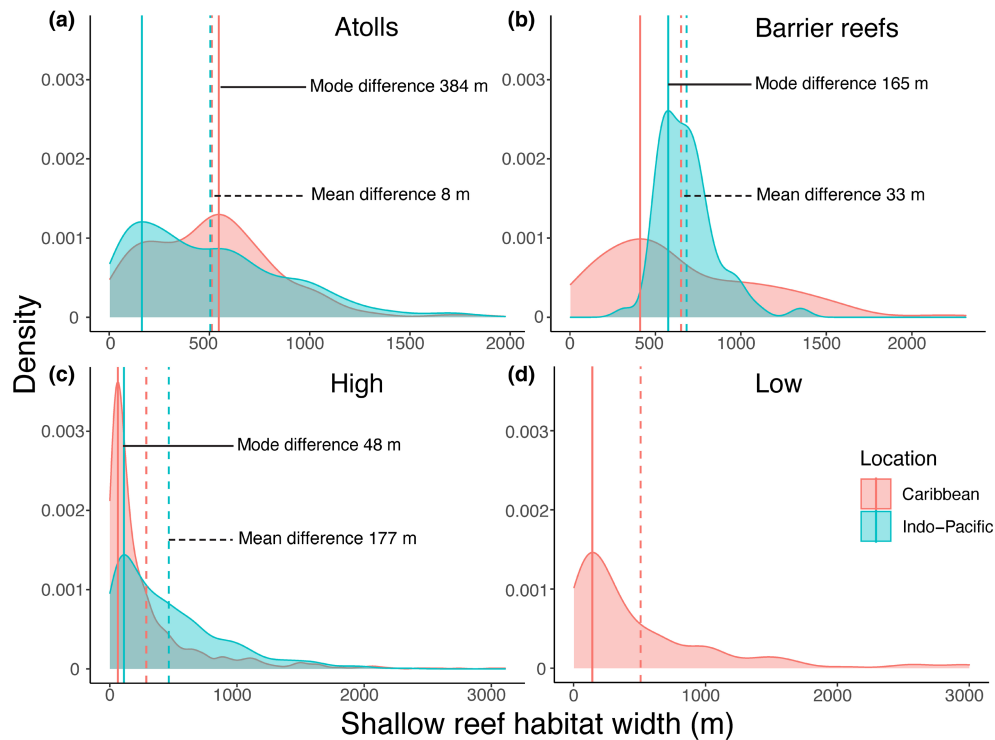 (a)
Atolls
0.003
0.002
0.001
0
Mode difference 384 m
Mean difference 8 m
0
500
1000
1500
2000
(b)
Barrier reefs
0.003
0.002
0.001
0
Mode difference 165 m
Mean difference 33 m
0
500
1000
1500
2000
Density
(c)
High
0.003
0.002
0.001
0
Mode difference 48 m
Mean difference 177 m
0
1000
2000
3000
(d)
Low
0.003
0.002
0.001
0
Location
Caribbean
Indo−Pacific
0
1000
2000
3000
Shallow reef habitat width (m)